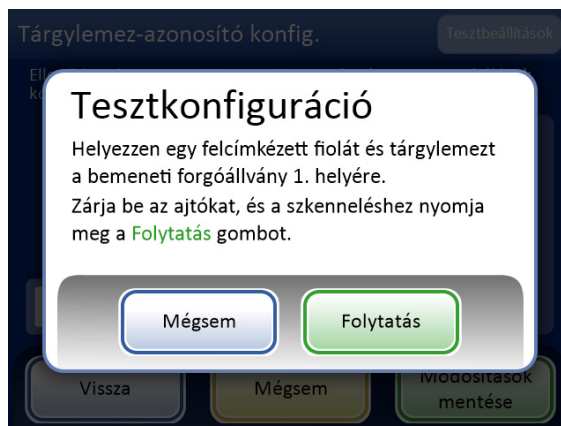 Tárgylemez-azonosító konfig.
Tesztbeállítások
Tesztkonfiguráció
Helyezzen egy felcímkézett fiolát és tárgylemezt
a bemeneti forgóállvány 1. helyére.
Zárja be az ajtókat, és a szkenneléshez nyomja
meg a Folytatás gombot.
Mégsem
Folytatás
Vissza
Mégsem
Módosítások
mentése